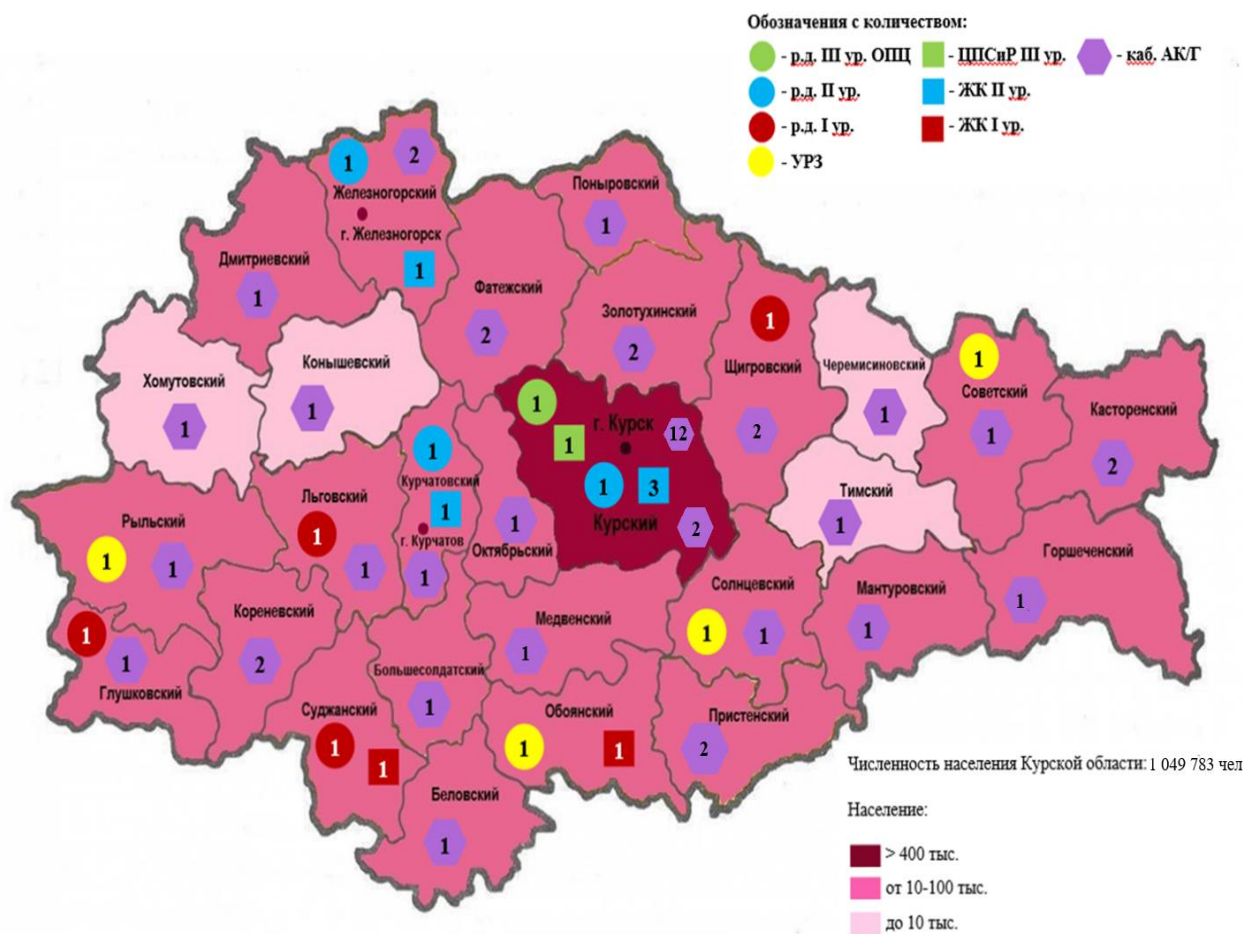 Обозначения с количеством:
- р.д. III ур. ОПЦ
- ЦПСиР III ур.
- каб. АК/Г
- р.д. II ур.
- ЖК II ур.
- р.д. I ур.
- ЖК I ур.
- УРЗ
1
2
Железногорский
г. Железногорск
1
Поныровский
1
Дмитриевский
1
Фатежский
2
Золотухинский
2
1
Щигровский
2
Черемисиновский
1
1
Советский
1
Касторенский
2
Хомутовский
1
Конышевский
1
1
г. Курск
12
1
1
3
Курский
2
1
Курчатовский
1
г. Курчатов
1
1
Октябрьский
Льговский
1
1
Рыльский
1
1
Тимский
1
Горшеченский
1
Кореневский
2
1
1
Глушковский
Медвенский
1
Солнцевский
1
1
Мантуровский
1
Большесолдатский
1
Суджанский
1
1
Обоянский
1
1
Пристенский
2
Беловский
1
Численность населения Курской области: 1 049 783 чел
Население:
> 400 тыс.
от 10-100 тыс.
до 10 тыс.